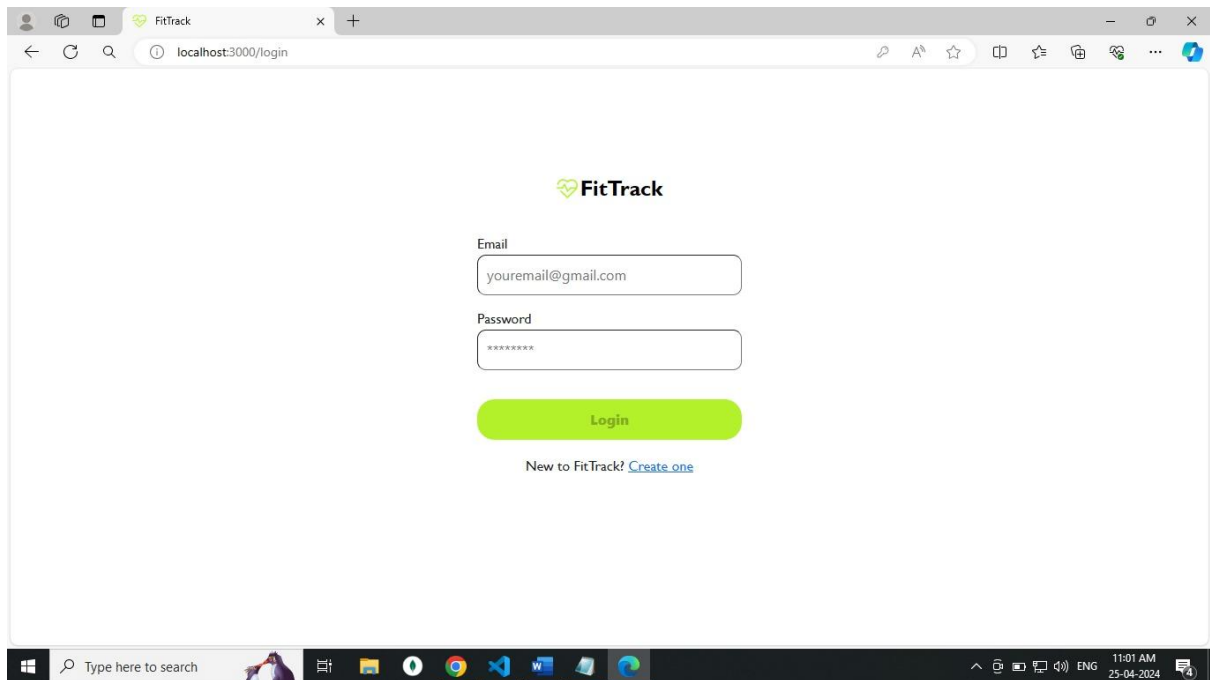 FitTrack
localhost:3000/login
FitTrack
Email
youremail@gmail.com
Password
********
Login
New to FitTrack? Create one
Type here to search
ENG
11:01 AM
25-04-2024
4